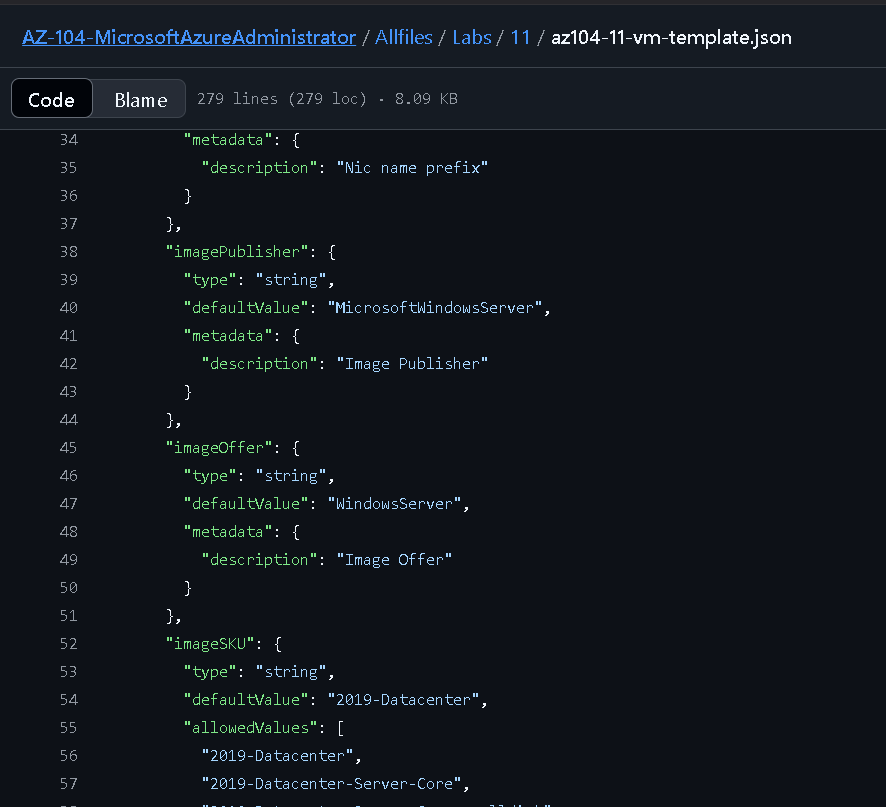 AZ-104-MicrosoftAzureAdministrator / Allfiles / Labs / 11 / az104-11-vm-template.json
Code Blame 279 lines (279 loc) · 8.09 KB
34 "metadata": {
35 "description": "Nic name prefix"
36 }
37 },
38 "imagePublisher": {
39 "type": "string",
40 "defaultValue": "MicrosoftWindowsServer",
41 "metadata": {
42 "description": "Image Publisher"
43 }
44 },
45 "imageOffer": {
46 "type": "string",
47 "defaultValue": "WindowsServer",
48 "metadata": {
49 "description": "Image Offer"
50 }
51 },
52 "imageSKU": {
53 "type": "string",
54 "defaultValue": "2019-Datacenter",
55 "allowedValues": [
56 "2019-Datacenter",
57 "2019-Datacenter-Server-Core",